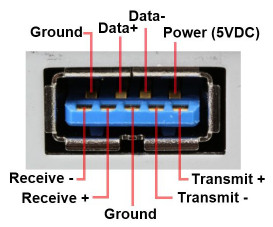 Data-
Data+
Ground
Power (5VDC)
Receive -
Transmit +
Receive +
Transmit -
Ground